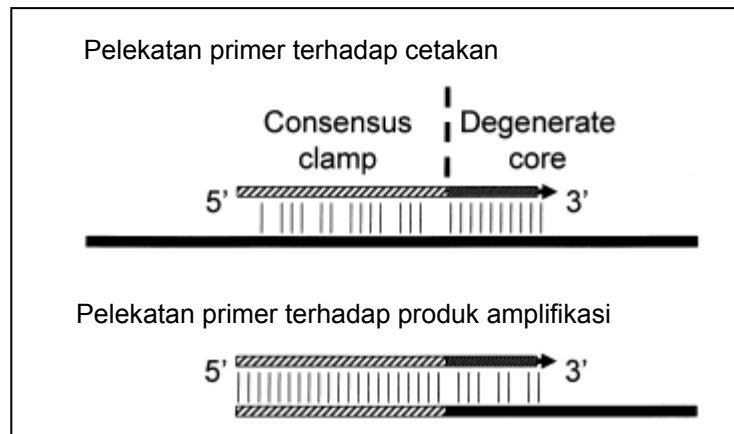 Pelekatan primer terhadap cetakan
Consensus Degenerate
clamp core
5’ 3’
Pelekatan primer terhadap produk amplifikasi
5’ 3’